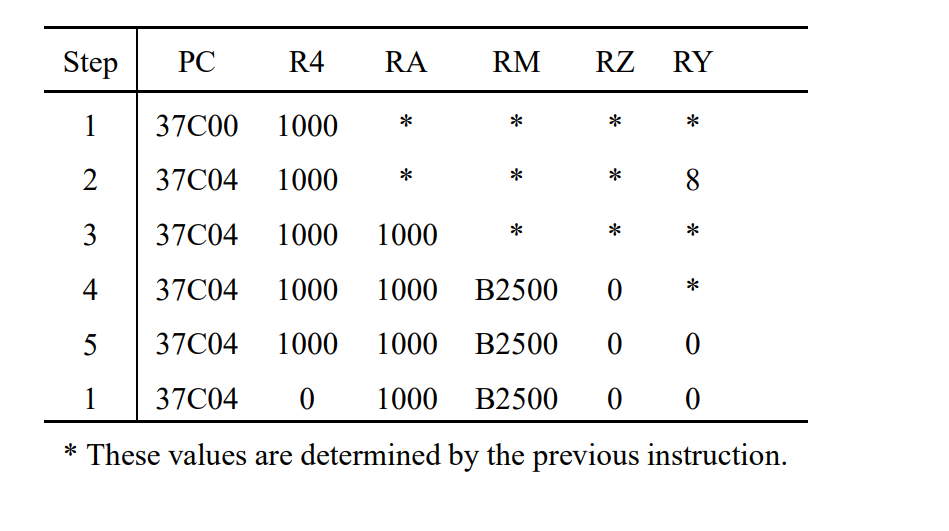 Step PC R4 RA RM RZ RY
1 37C00 1000 * * * *
2 37C04 1000 * * * 8
3 37C04 1000 1000 * * *
4 37C04 1000 1000 B2500 0 *
5 37C04 1000 1000 B2500 0 0
1 37C04 0 1000 B2500 0 0
* These values are determined by the previous instruction.